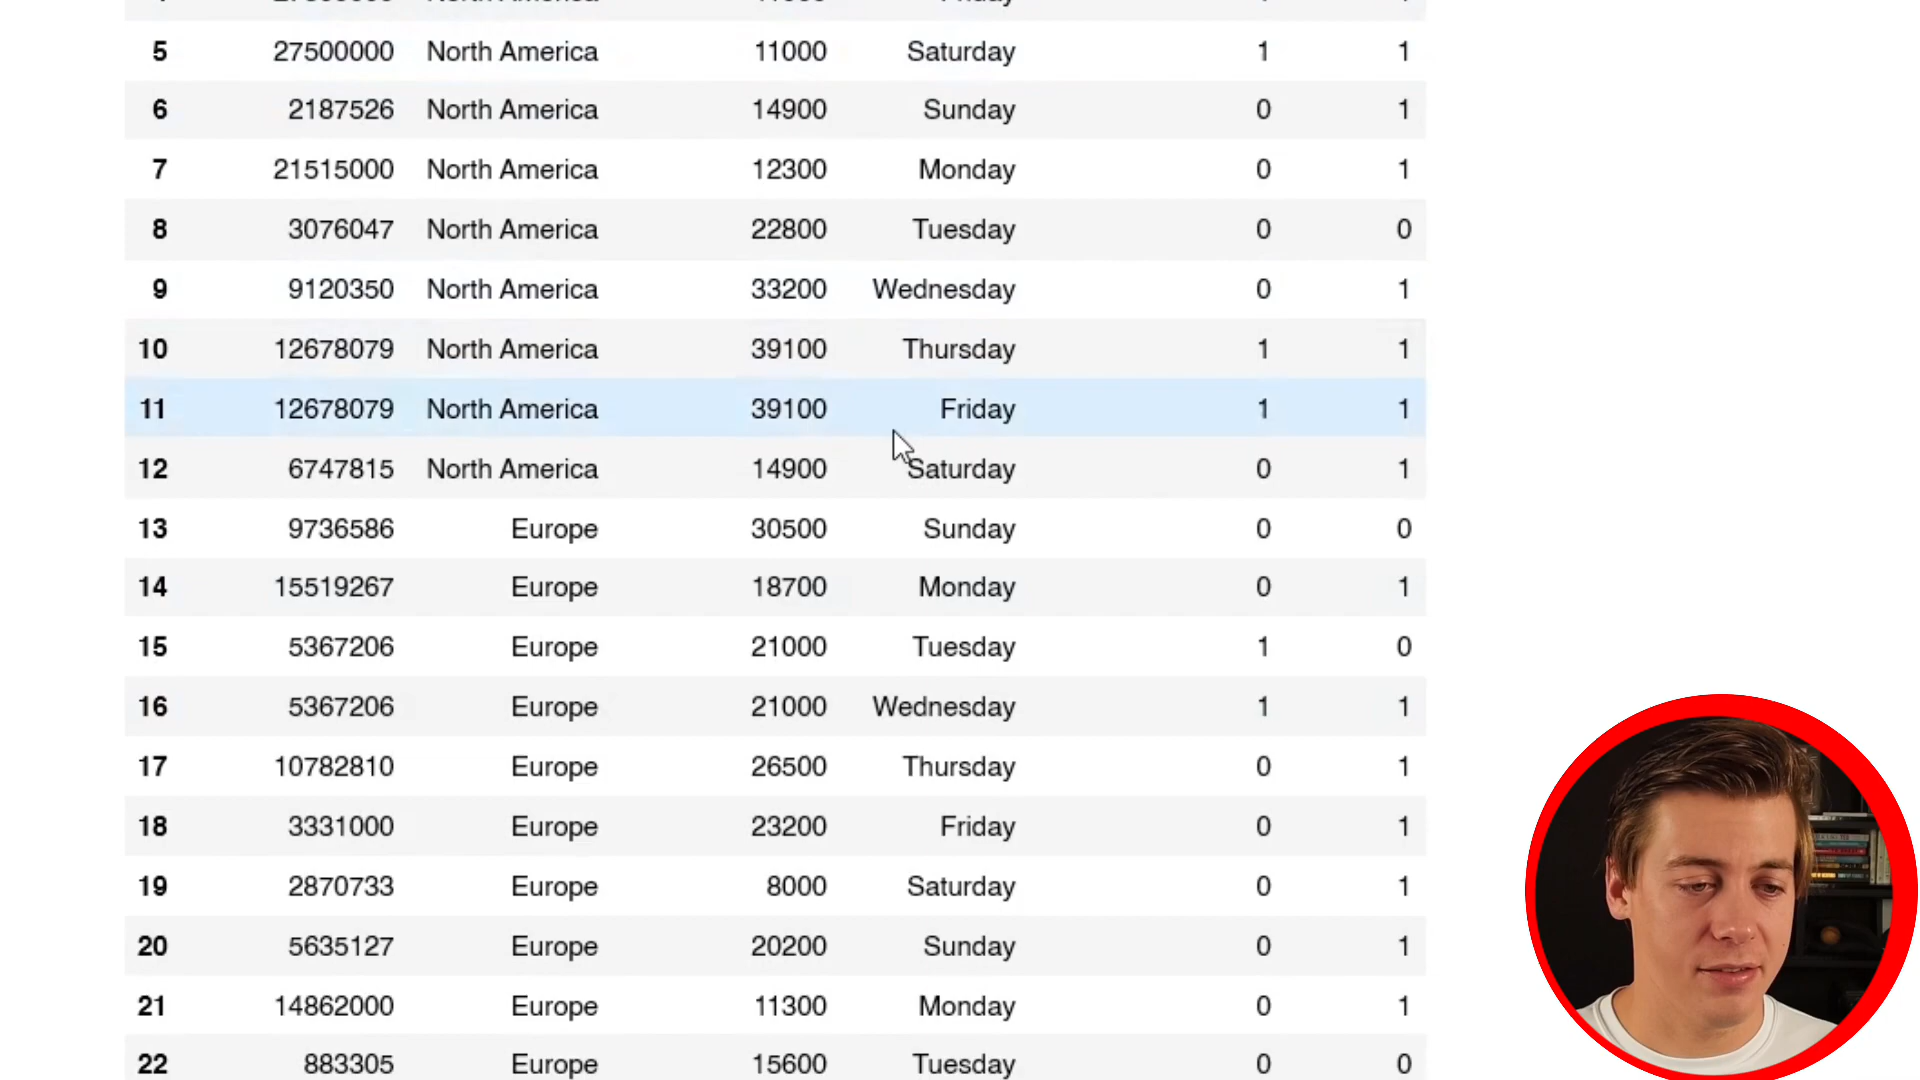 5 27500000 North America 11000 Saturday 1 1
6 2187526 North America 14900 Sunday 0 1
7 21515000 North America 12300 Monday 0 1
8 3076047 North America 22800 Tuesday 0 0
9 9120350 North America 33200 Wednesday 0 1
10 12678079 North America 39100 Thursday 1 1
11 12678079 North America 39100 Friday 1 1
12 6747815 North America 14900 Saturday 0 1
13 9736586 Europe 30500 Sunday 0 0
14 15519267 Europe 18700 Monday 0 1
15 5367206 Europe 21000 Tuesday 1 0
16 5367206 Europe 21000 Wednesday 1 1
17 10782810 Europe 26500 Thursday 0 1
18 3331000 Europe 23200 Friday 0 1
19 2870733 Europe 8000 Saturday 0 1
20 5635127 Europe 20200 Sunday 0 1
21 14862000 Europe 11300 Monday 0 1
22 883305 Europe 15600 Tuesday 0 0